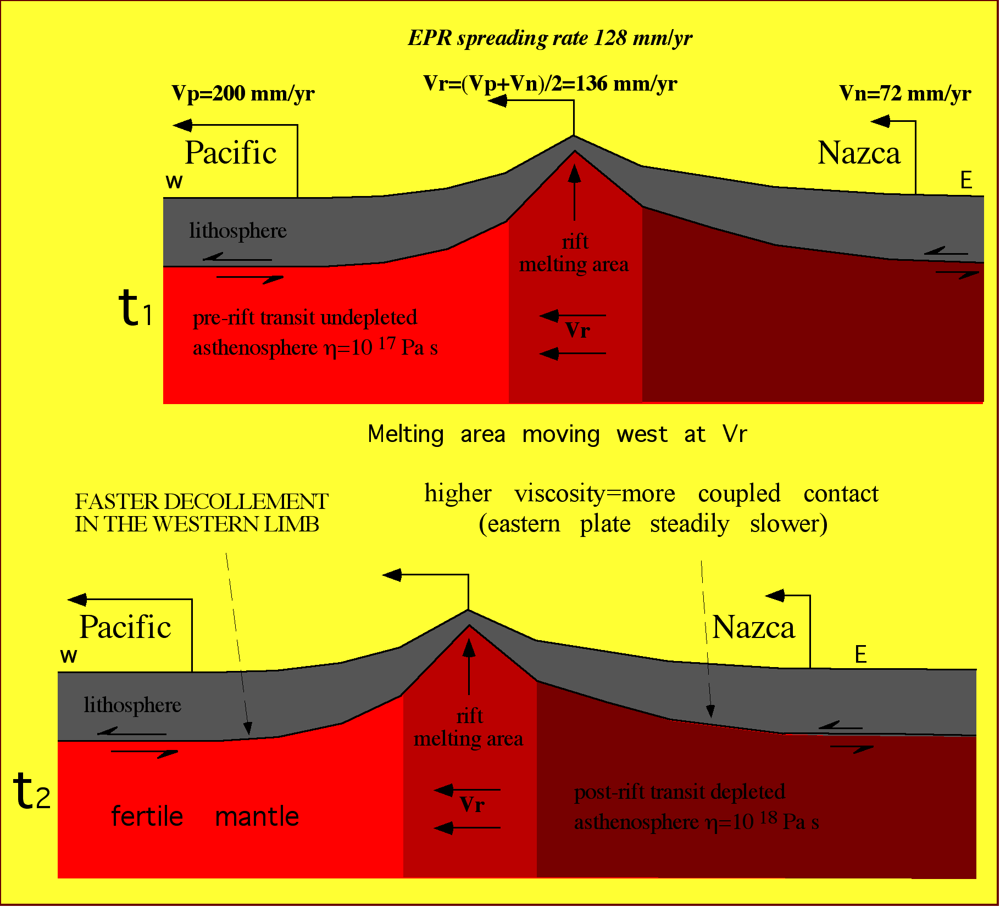 EPR spreading rate 128 mm/yr
Vr=(Vp+Vn)/2=136 mm/yr
Vp=200 mm/yr
Vn=72 mm/yr
Pacific
Nazca
W
E
lithosphere
rift
melting area
t1
pre-rift transit undepleted
asthenosphere η=10 17 Pa s
Vr
Melting area moving west at Vr
FASTER DECOLLEMENT
IN THE WESTERN LIMB
higher viscosity=more coupled contact
(eastern plate steadily slower)
Pacific
Nazca
W
E
lithosphere
rift
melting area
t2
fertile mantle
Vr
post-rift transit depleted
asthenosphere η=10 18 Pa s